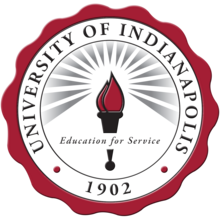 UNIVERSITY OF INDIANAPOLIS
Education for Service
1902